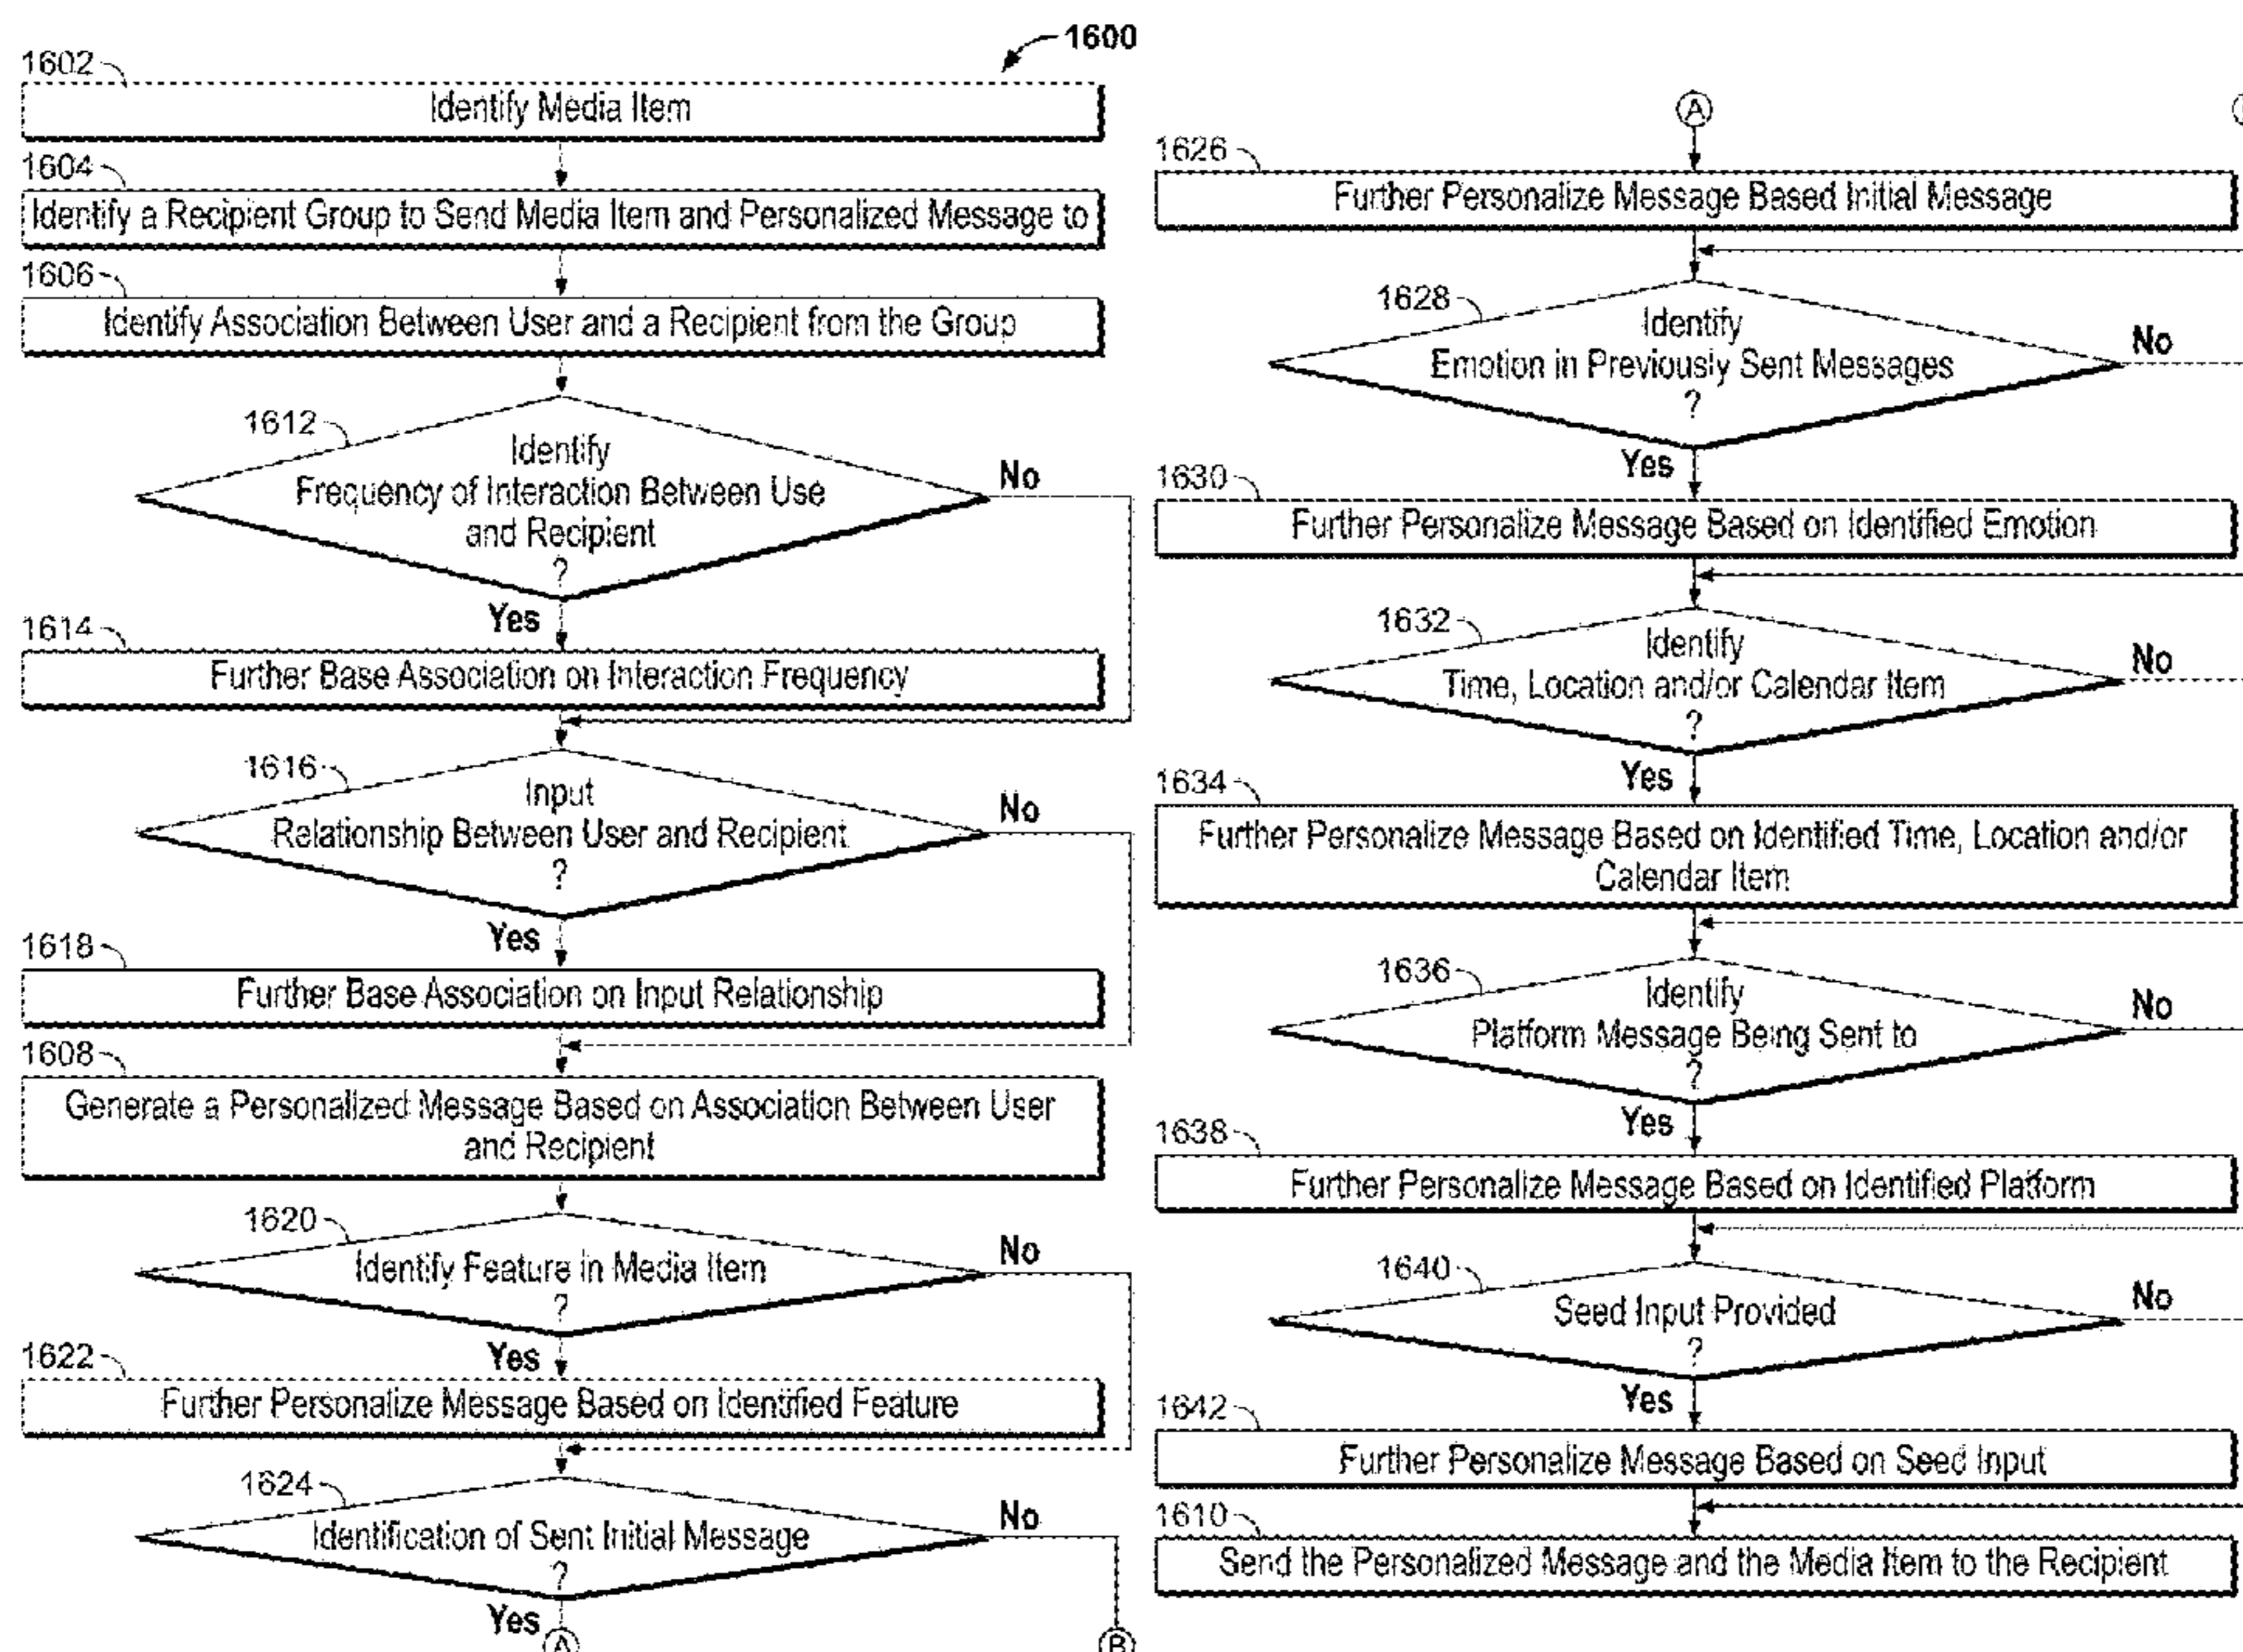 1600
1602
Identify Media Item
1604
Identify a Recipient Group to Send Media Item and Personalized Message to
1606
Identify Association Between User and a Recipient from the Group
1612
Identify
Frequency of Interaction Between Use
and Recipient
?
No
Yes
1614
Further Base Association on Interaction Frequency
1616
Input
Relationship Between User and Recipient
?
No
Yes
1618
Further Base Association on Input Relationship
1608
Generate a Personalized Message Based on Association Between User
and Recipient
1620
Identify Feature in Media Item
?
No
Yes
1622
Further Personalize Message Based on Identified Feature
1624
Identification of Sent Initial Message
?
No
Yes
A
B
A
1626
Further Personalize Message Based Initial Message
1628
Identify
Emotion in Previously Sent Messages
?
No
Yes
1630
Further Personalize Message Based on Identified Emotion
1632
Identify
Time, Location and/or Calendar Item
?
No
Yes
1634
Further Personalize Message Based on Identified Time, Location and/or
Calendar Item
1636
Identify
Platform Message Being Sent to
?
No
Yes
1638
Further Personalize Message Based on Identified Platform
1640
Seed Input Provided
?
No
Yes
1642
Further Personalize Message Based on Seed Input
1610
Send the Personalized Message and the Media Item to the Recipient